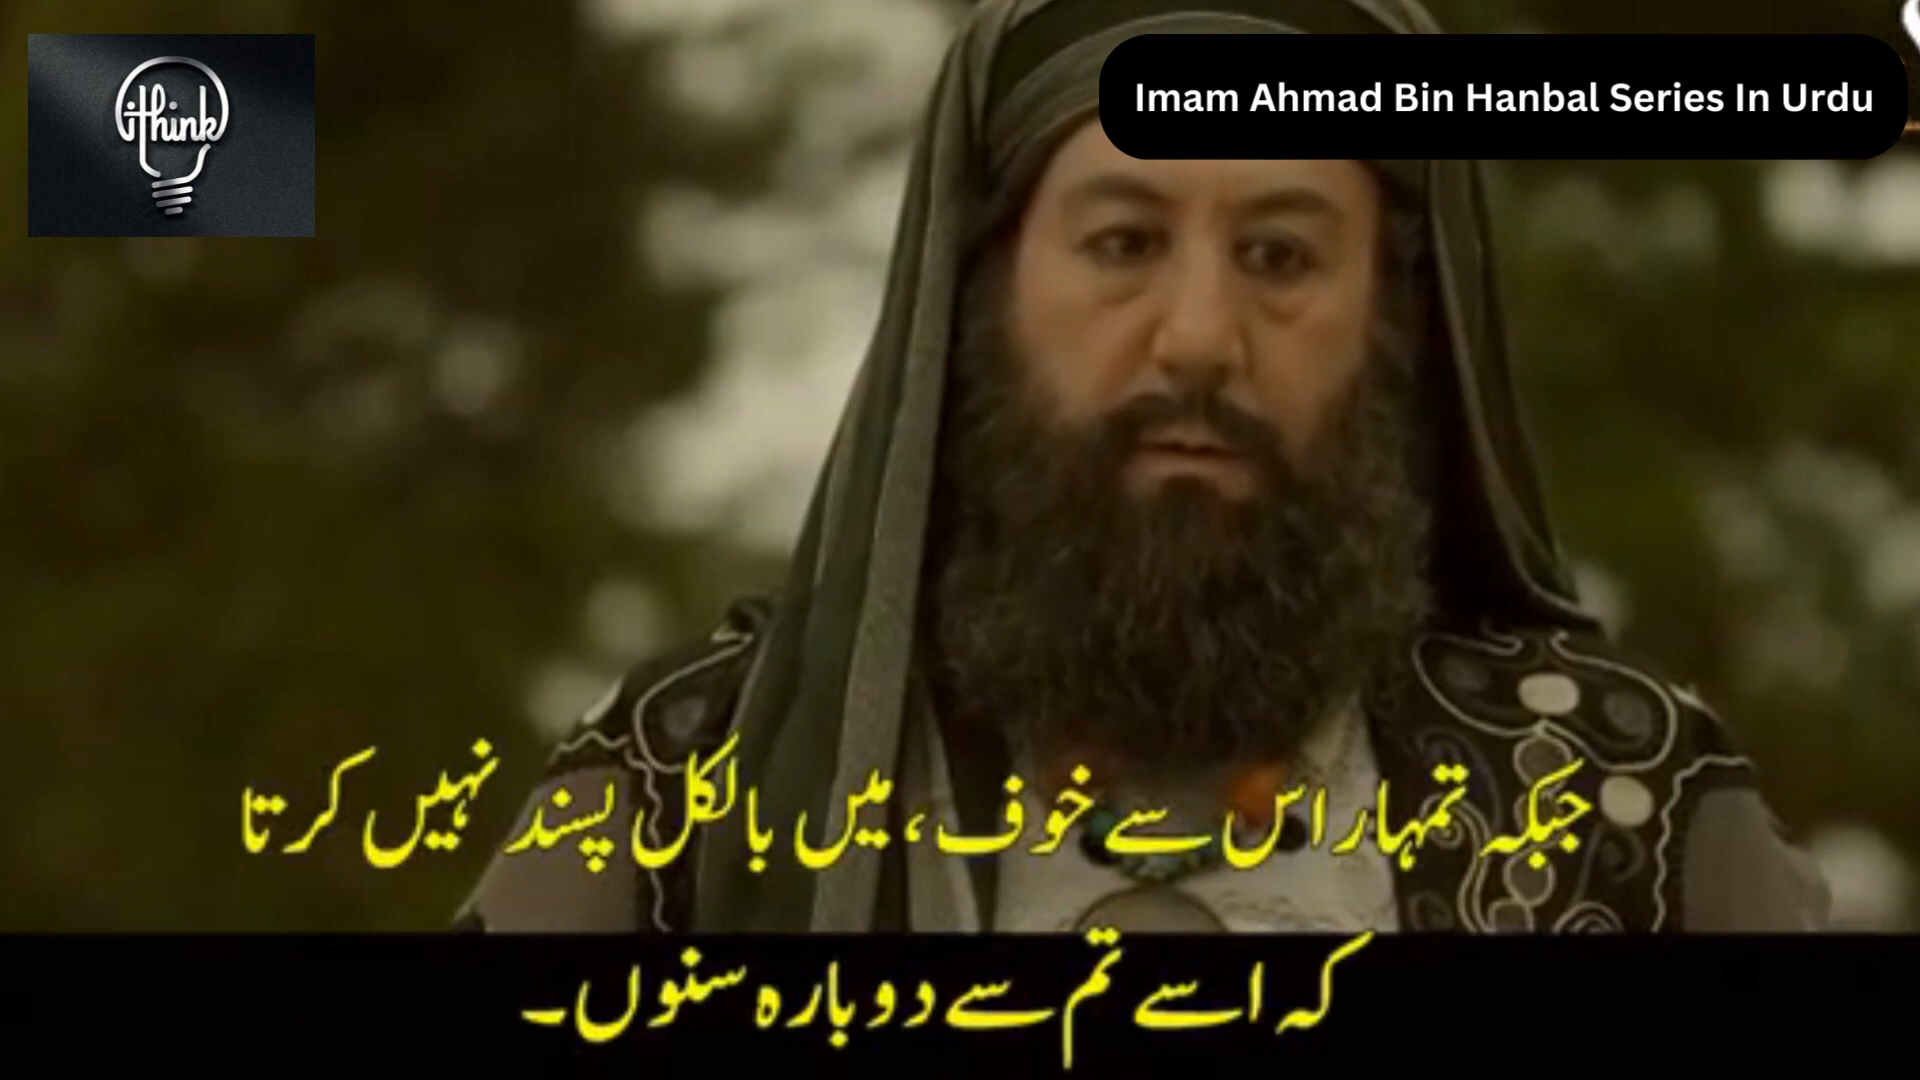 ithink
Imam Ahmad Bin Hanbal Series In Urdu
جبکہ تمہارا اس سے خوف، میں بالکل پسند نہیں کرتا
کہ اسے تم سے دوبارہ سنوں۔